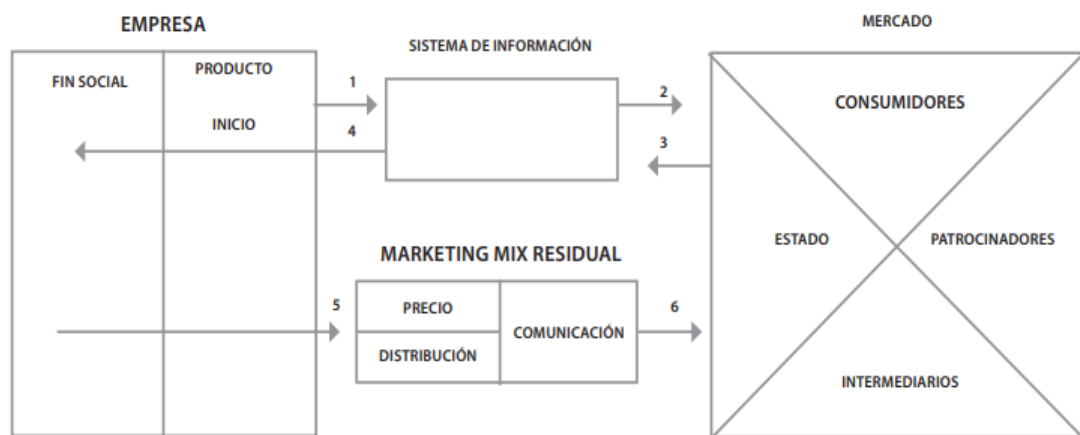 EMPRESA
FIN SOCIAL
PRODUCTO
INICIO
1
4
SISTEMA DE INFORMACIÓN
2
3
MERCADO
CONSUMIDORES
ESTADO
PATROCINADORES
INTERMEDIARIOS
5
MARKETING MIX RESIDUAL
PRECIO
DISTRIBUCIÓN
COMUNICACIÓN
6